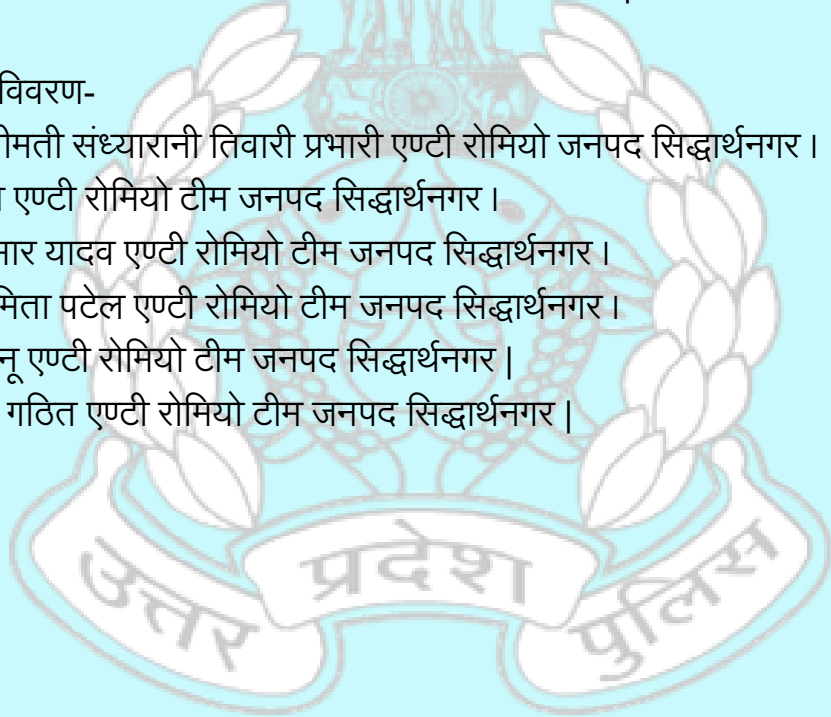 विवरण-
ीमती संध्यारानी तिवारी प्रभारी एण्टी रोमियो जनपद सिद्धार्थनगर ।
एण्टी रोमियो टीम जनपद सिद्धार्थनगर ।
मार यादव एण्टी रोमियो टीम जनपद सिद्धार्थनगर ।
मिता पटेल एण्टी रोमियो टीम जनपद सिद्धार्थनगर ।
नू एण्टी रोमियो टीम जनपद सिद्धार्थनगर |
गठित एण्टी रोमियो टीम जनपद सिद्धार्थनगर |
उत्तर प्रदेश पुलिस